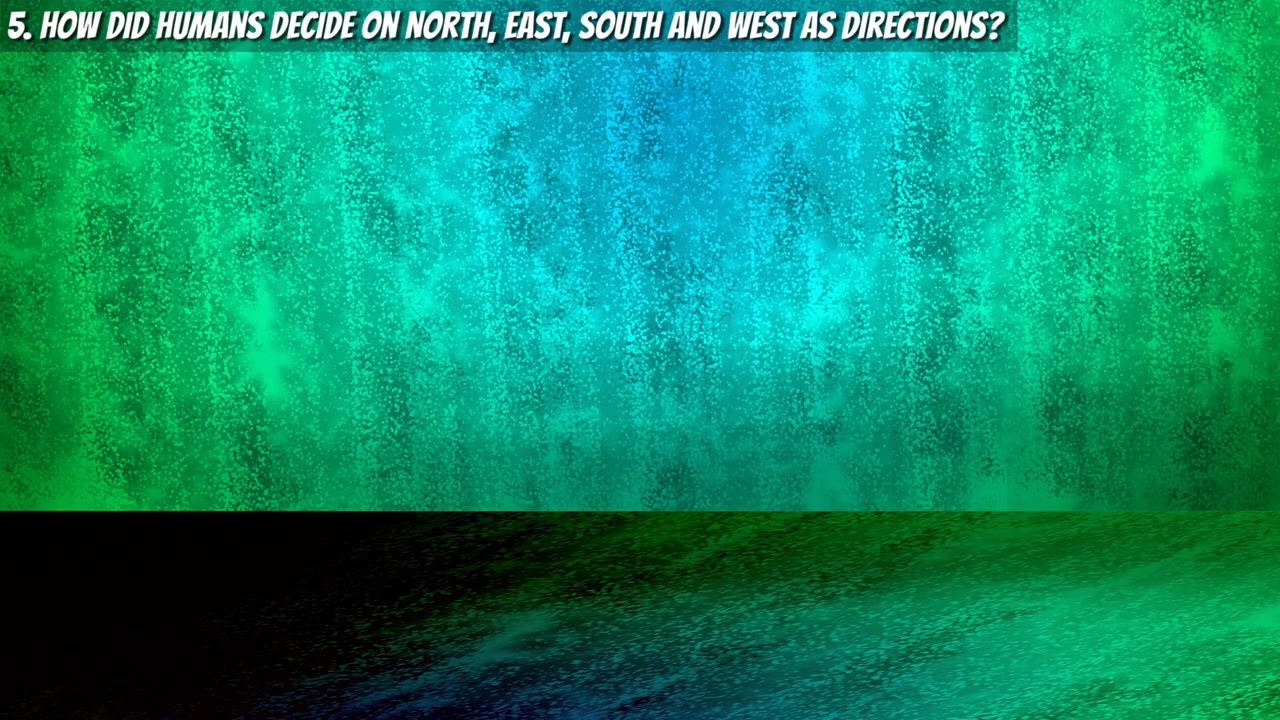 5. HOW DID HUMANS DECIDE ON NORTH, EAST, SOUTH AND WEST AS DIRECTIONS?